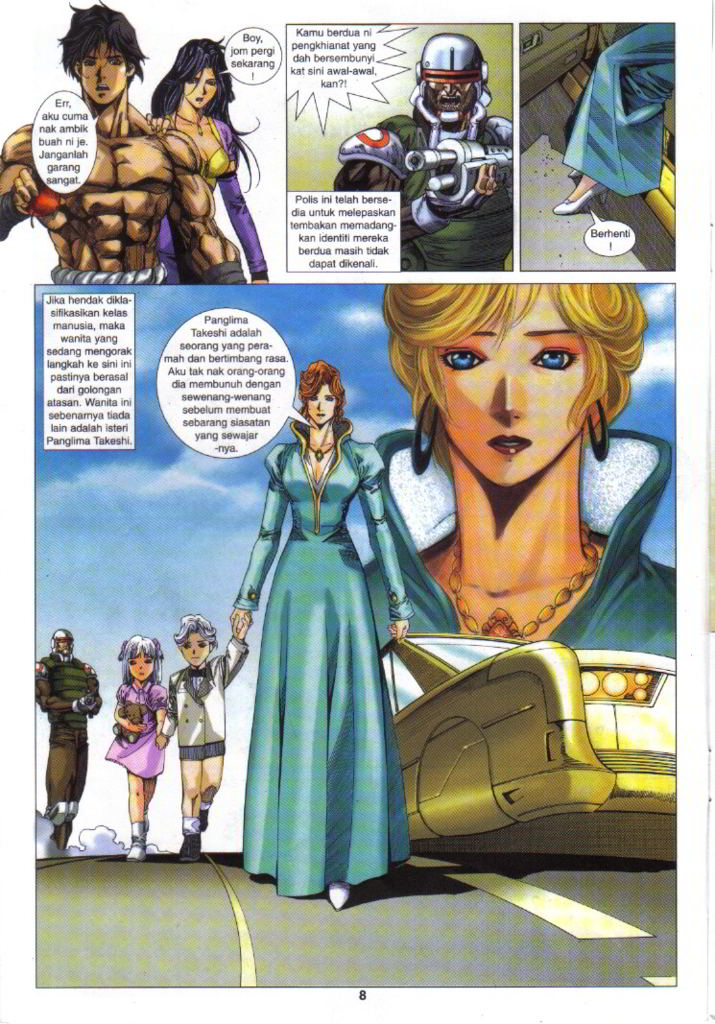 Boy,
jom pergi
sekarang
!
Err,
aku cuma
nak ambik
buah ni je.
Janganlah
garang
sangat.
Kamu berdua ni
pengkhianat yang
dah bersembunyi
kat sini awal-awal,
kan?!
Polis ini telah berse-
dia untuk melepaskan
tembakan memadang-
kan identiti mereka
berdua masih tidak
dapat dikenali.
Berhenti
!
Jika hendak dikla-
sifikasikan kelas
manusia, maka
wanita yang
sedang mengorak
langkah ke sini ini
pastinya berasal
dari golongan
atasan. Wanita ini
sebenarnya tiada
lain adalah isteri
Panglima Takeshi.
Panglima
Takeshi adalah
seorang yang pera-
mah dan bertimbang rasa.
Aku tak nak orang-orang
dia membunuh dengan
sewenang-wenang
sebelum membuat
sebarang siasatan
yang sewajar
-nya.
8